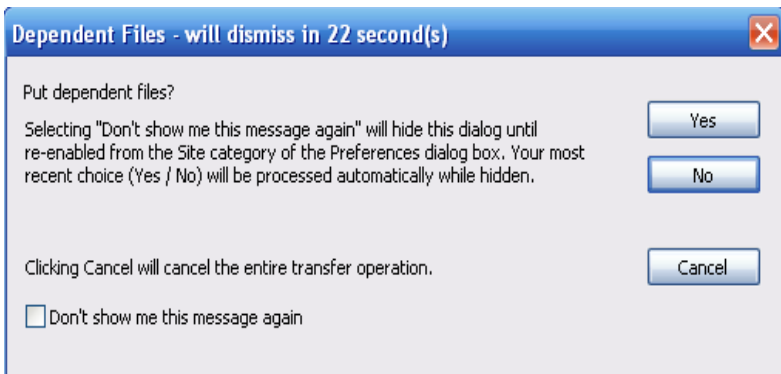 Dependent Files - will dismiss in 22 second(s)
Put dependent files?
Selecting "Don't show me this message again" will hide this dialog until
re-enabled from the Site category of the Preferences dialog box. Your most
recent choice (Yes / No) will be processed automatically while hidden.
Yes
No
Clicking Cancel will cancel the entire transfer operation.
Cancel
Don't show me this message again